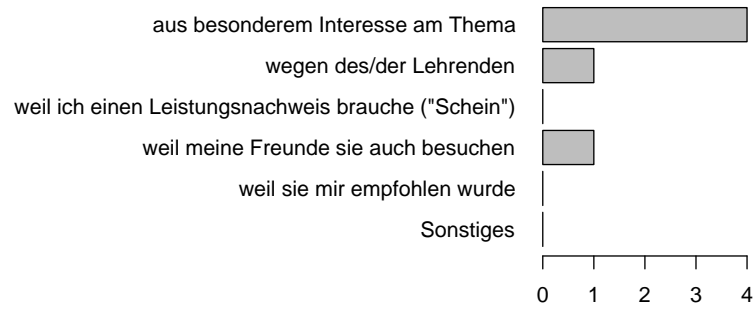 aus besonderem Interesse am Thema
wegen des/der Lehrenden
weil ich einen Leistungsnachweis brauche ("Schein")
weil meine Freunde sie auch besuchen
weil sie mir empfohlen wurde
Sonstiges
0 1 2 3 4